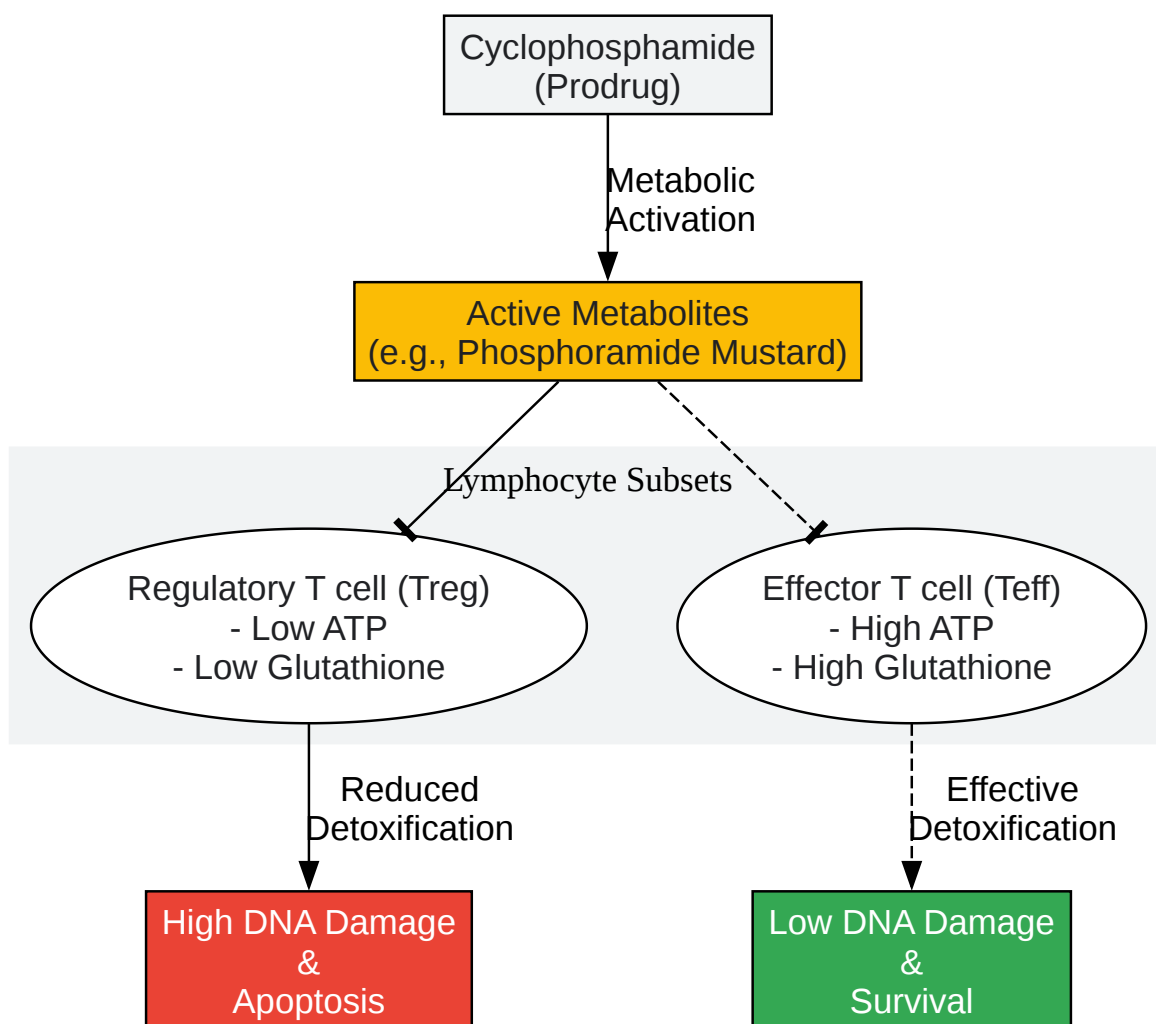 Cyclophosphamide
(Prodrug)
Metabolic
Activation
Active Metabolites
(e.g., Phosphoramide Mustard)
Lymphocyte Subsets
Regulatory T cell (Treg)
- Low ATP
- Low Glutathione
Effector T cell (Teff)
- High ATP
- High Glutathione
Reduced
Detoxification
Effective
Detoxification
High DNA Damage
&
Apoptosis
Low DNA Damage
&
Survival